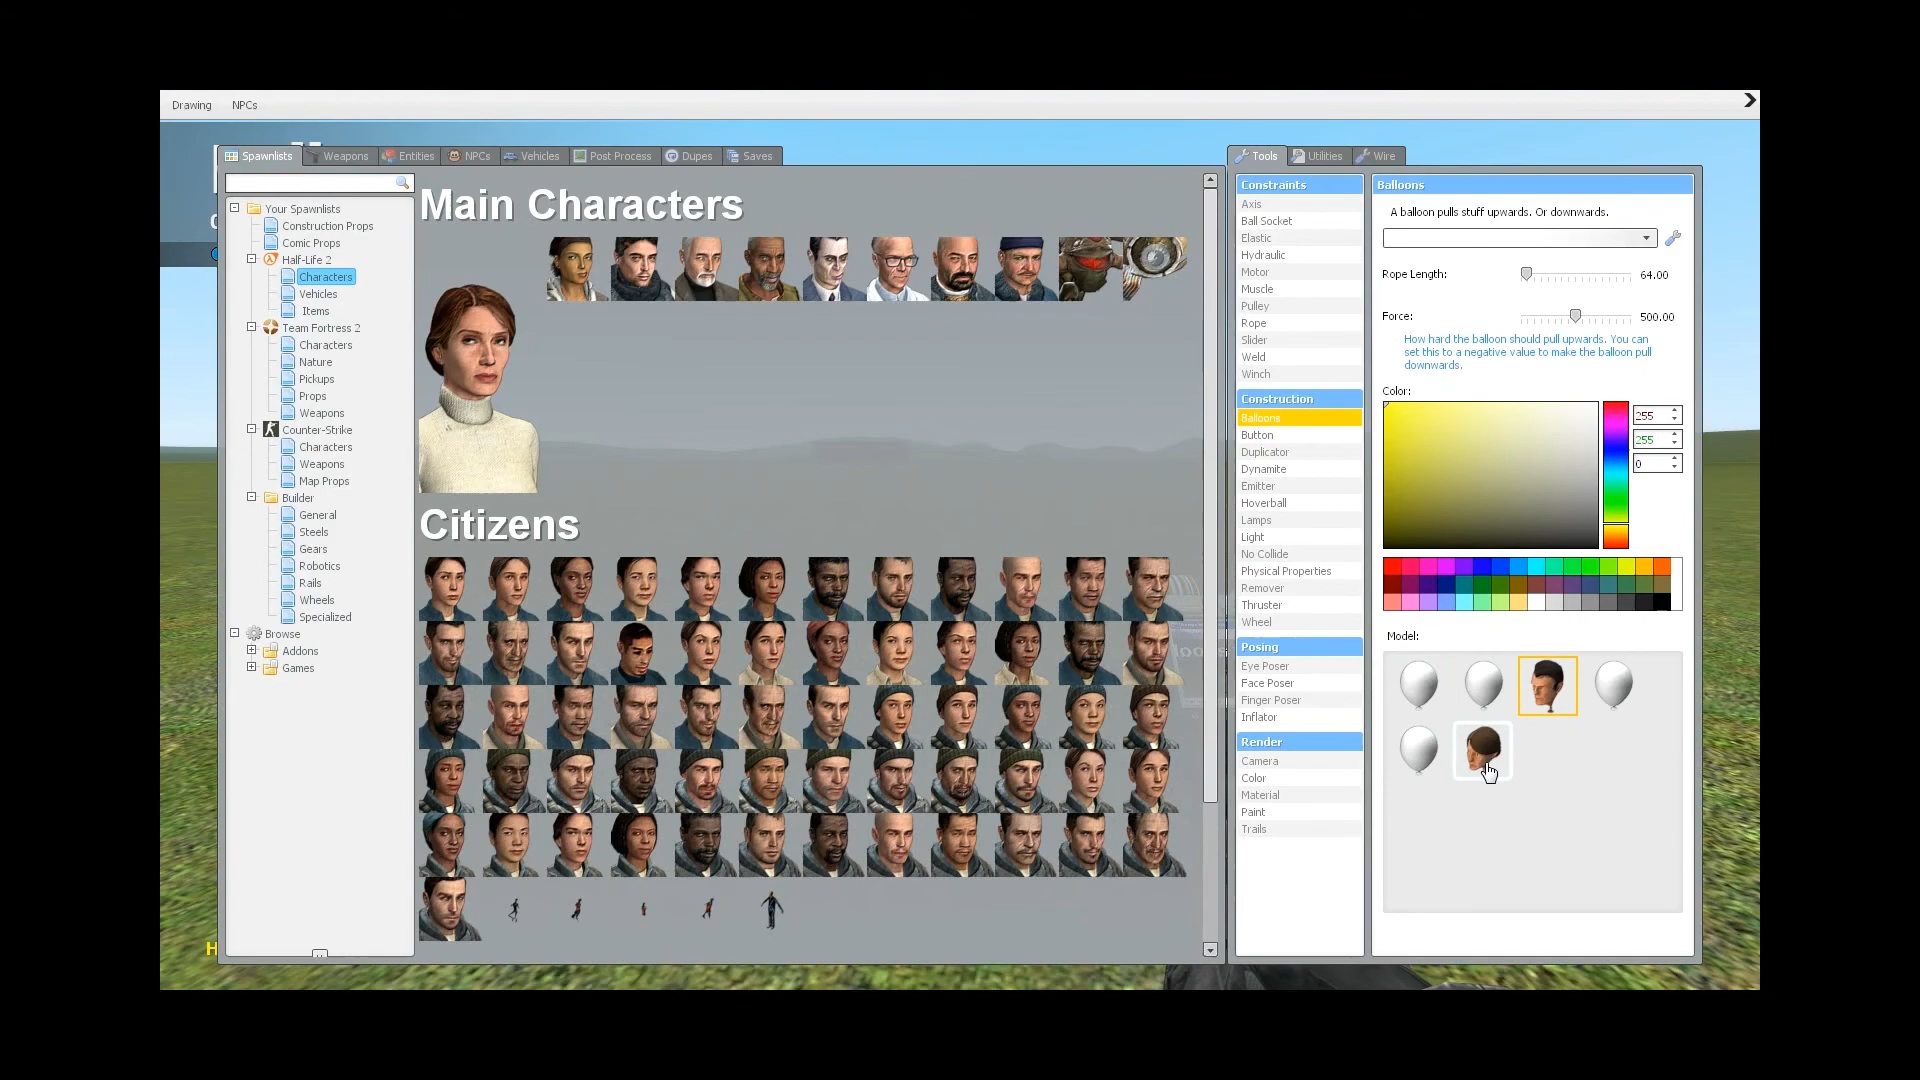 Drawing NPCs
Spawnlists Weapons Entities NPCs Vehicles Post Process Dupes Saves
Your Spawnlists
Construction Props
Comic Props
Half-Life 2
Characters
Vehicles
Items
Team Fortress 2
Characters
Nature
Pickups
Props
Weapons
Counter-Strike
Characters
Weapons
Map Props
Builder
General
Steels
Gears
Robotics
Rails
Wheels
Specialized
Browse
Addons
Games
H
Main Characters
Citizens
Tools Utilities Wire
Constraints
Axis
Ball Socket
Elastic
Hydraulic
Motor
Muscle
Pulley
Rope
Slider
Weld
Winch
Construction
Balloons
Button
Duplicator
Dynamite
Emitter
Hoverball
Lamps
Light
No Collide
Physical Properties
Remover
Thruster
Wheel
Posing
Eye Poser
Face Poser
Finger Poser
Inflator
Render
Camera
Color
Material
Paint
Trails
Balloons
A balloon pulls stuff upwards. Or downwards.
Rope Length: 64.00
Force: 500.00
How hard the balloon should pull upwards. You can
set this to a negative value to make the balloon pull
downwards.
Color:
255
255
0
Model: